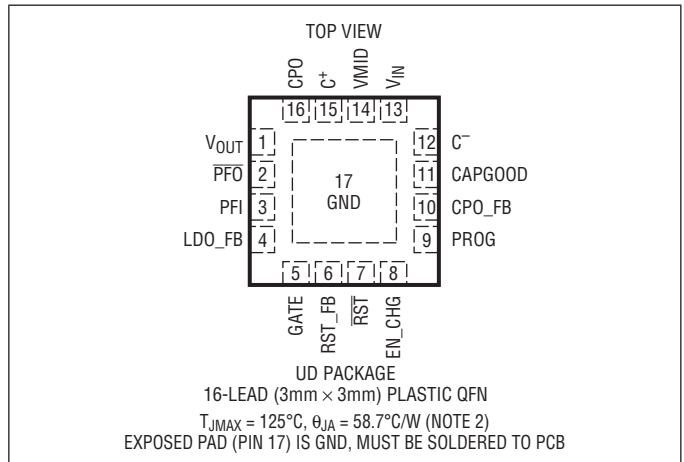 TOP VIEW
CPO
C+
VMID
VIN
16 15 14 13
VOUT 1
PFO 2
PFI 3
LDO_FB 4
17
GND
12 C–
11 CAPGOOD
10 CPO_FB
9 PROG
5 6 7 8
GATE
RST_FB
RST
EN_CHG
UD PACKAGE
16-LEAD (3mm × 3mm) PLASTIC QFN
TJMAX = 125°C, θJA = 58.7°C/W (NOTE 2)
EXPOSED PAD (PIN 17) IS GND, MUST BE SOLDERED TO PCB